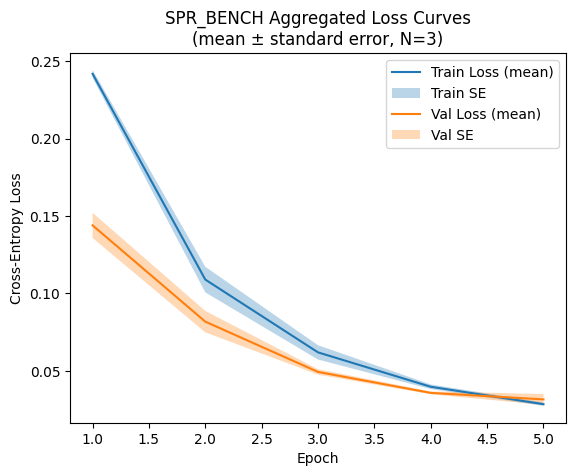 SPR_BENCH Aggregated Loss Curves
(mean ± standard error, N=3)
Train Loss (mean)
Train SE
Val Loss (mean)
Val SE
Cross-Entropy Loss
0.25
0.20
0.15
0.10
0.05
1.0 1.5 2.0 2.5 3.0 3.5 4.0 4.5 5.0
Epoch